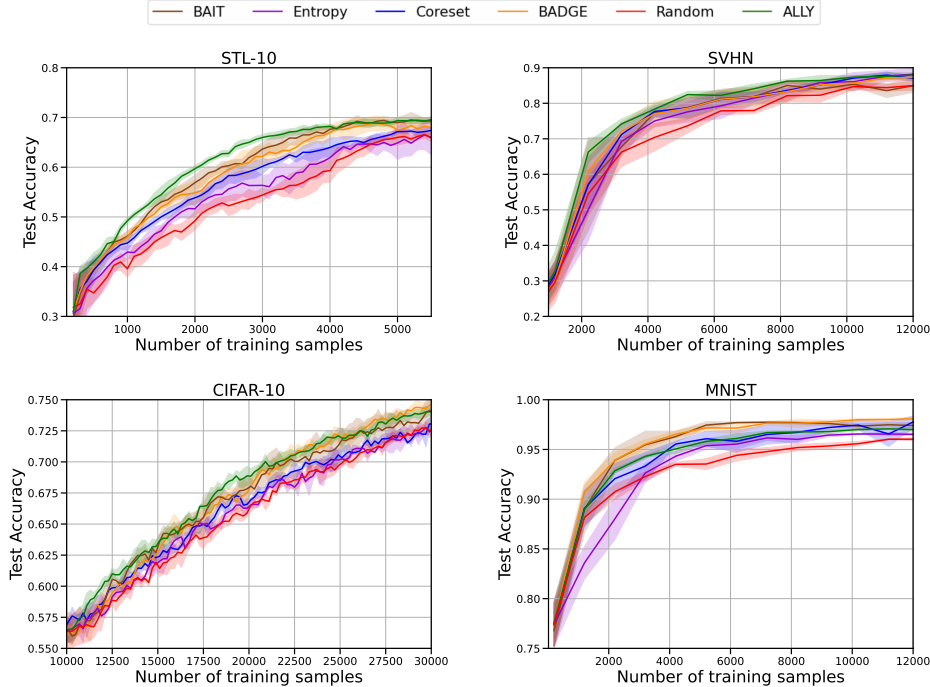 BAIT Entropy Coreset BADGE Random ALLY
STL-10
0.8
0.7
0.6
0.5
0.4
0.3
Test Accuracy
1000 2000 3000 4000 5000
Number of training samples
SVHN
0.9
0.8
0.7
0.6
0.5
0.4
0.3
0.2
Test Accuracy
2000 4000 6000 8000 10000 12000
Number of training samples
CIFAR-10
0.750
0.725
0.700
0.675
0.650
0.625
0.600
0.575
0.550
Test Accuracy
10000 12500 15000 17500 20000 22500 25000 27500 30000
Number of training samples
MNIST
1.00
0.95
0.90
0.85
0.80
0.75
Test Accuracy
2000 4000 6000 8000 10000 12000
Number of training samples